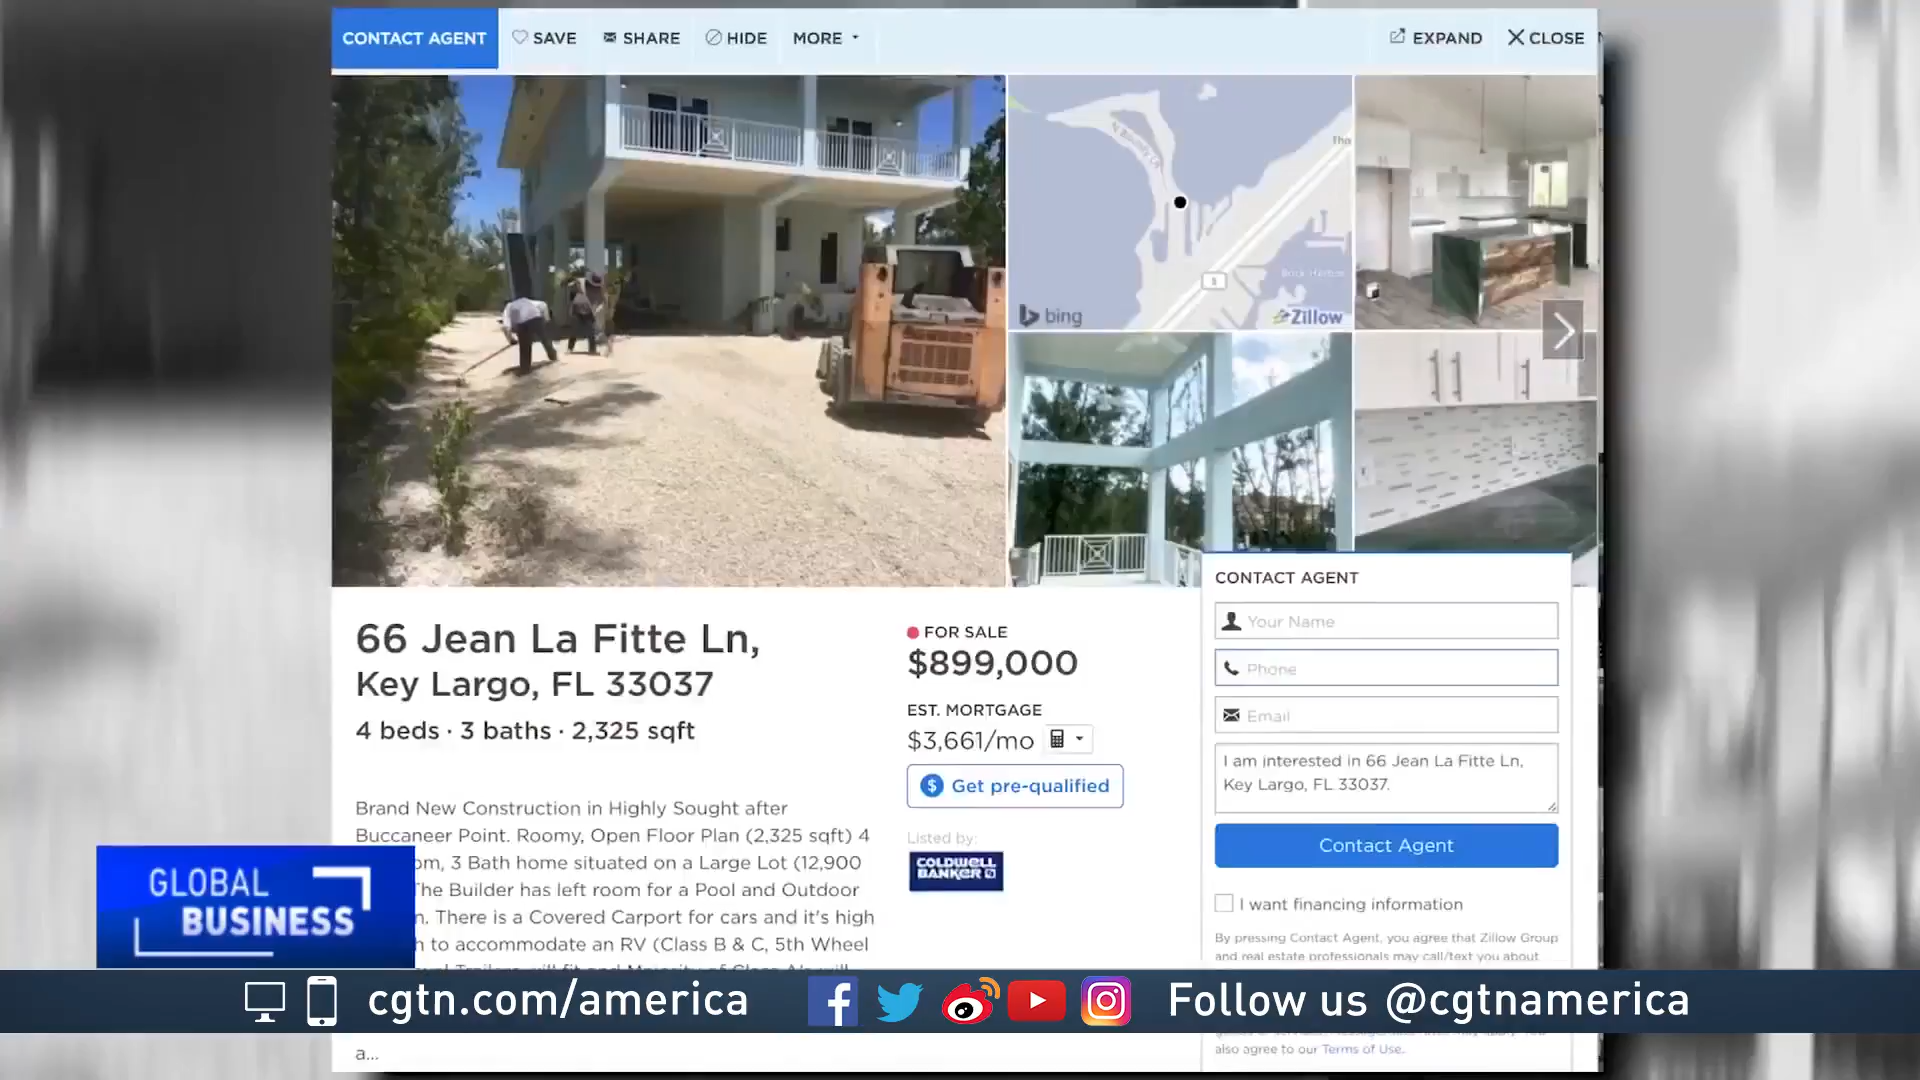 CONTACT AGENT
SAVE
SHARE
HIDE
MORE
EXPAND
CLOSE
N Bounty Ln
Tho
1
bing
Zillow
66 Jean La Fitte Ln,
Key Largo, FL 33037
4 beds · 3 baths · 2,325 sqft
FOR SALE
$899,000
EST. MORTGAGE
$3,661/mo
Get pre-qualified
Listed by:
COLDWELL
BANKER
Brand New Construction in Highly Sought after
Buccaneer Point. Roomy, Open Floor Plan (2,325 sqft) 4
om, 3 Bath home situated on a Large Lot (12,900
The Builder has left room for a Pool and Outdoor
n. There is a Covered Carport for cars and it's high
h to accommodate an RV (Class B & C, 5th Wheel
a...
CONTACT AGENT
Your Name
Phone
Email
I am interested in 66 Jean La Fitte Ln,
Key Largo, FL 33037.
Contact Agent
I want financing information
By pressing Contact Agent, you agree that Zillow Group
and real estate professionals may call/text you about
also agree to our Terms of Use.
GLOBAL
BUSINESS
cgtn.com/america
Follow us @cgtnamerica